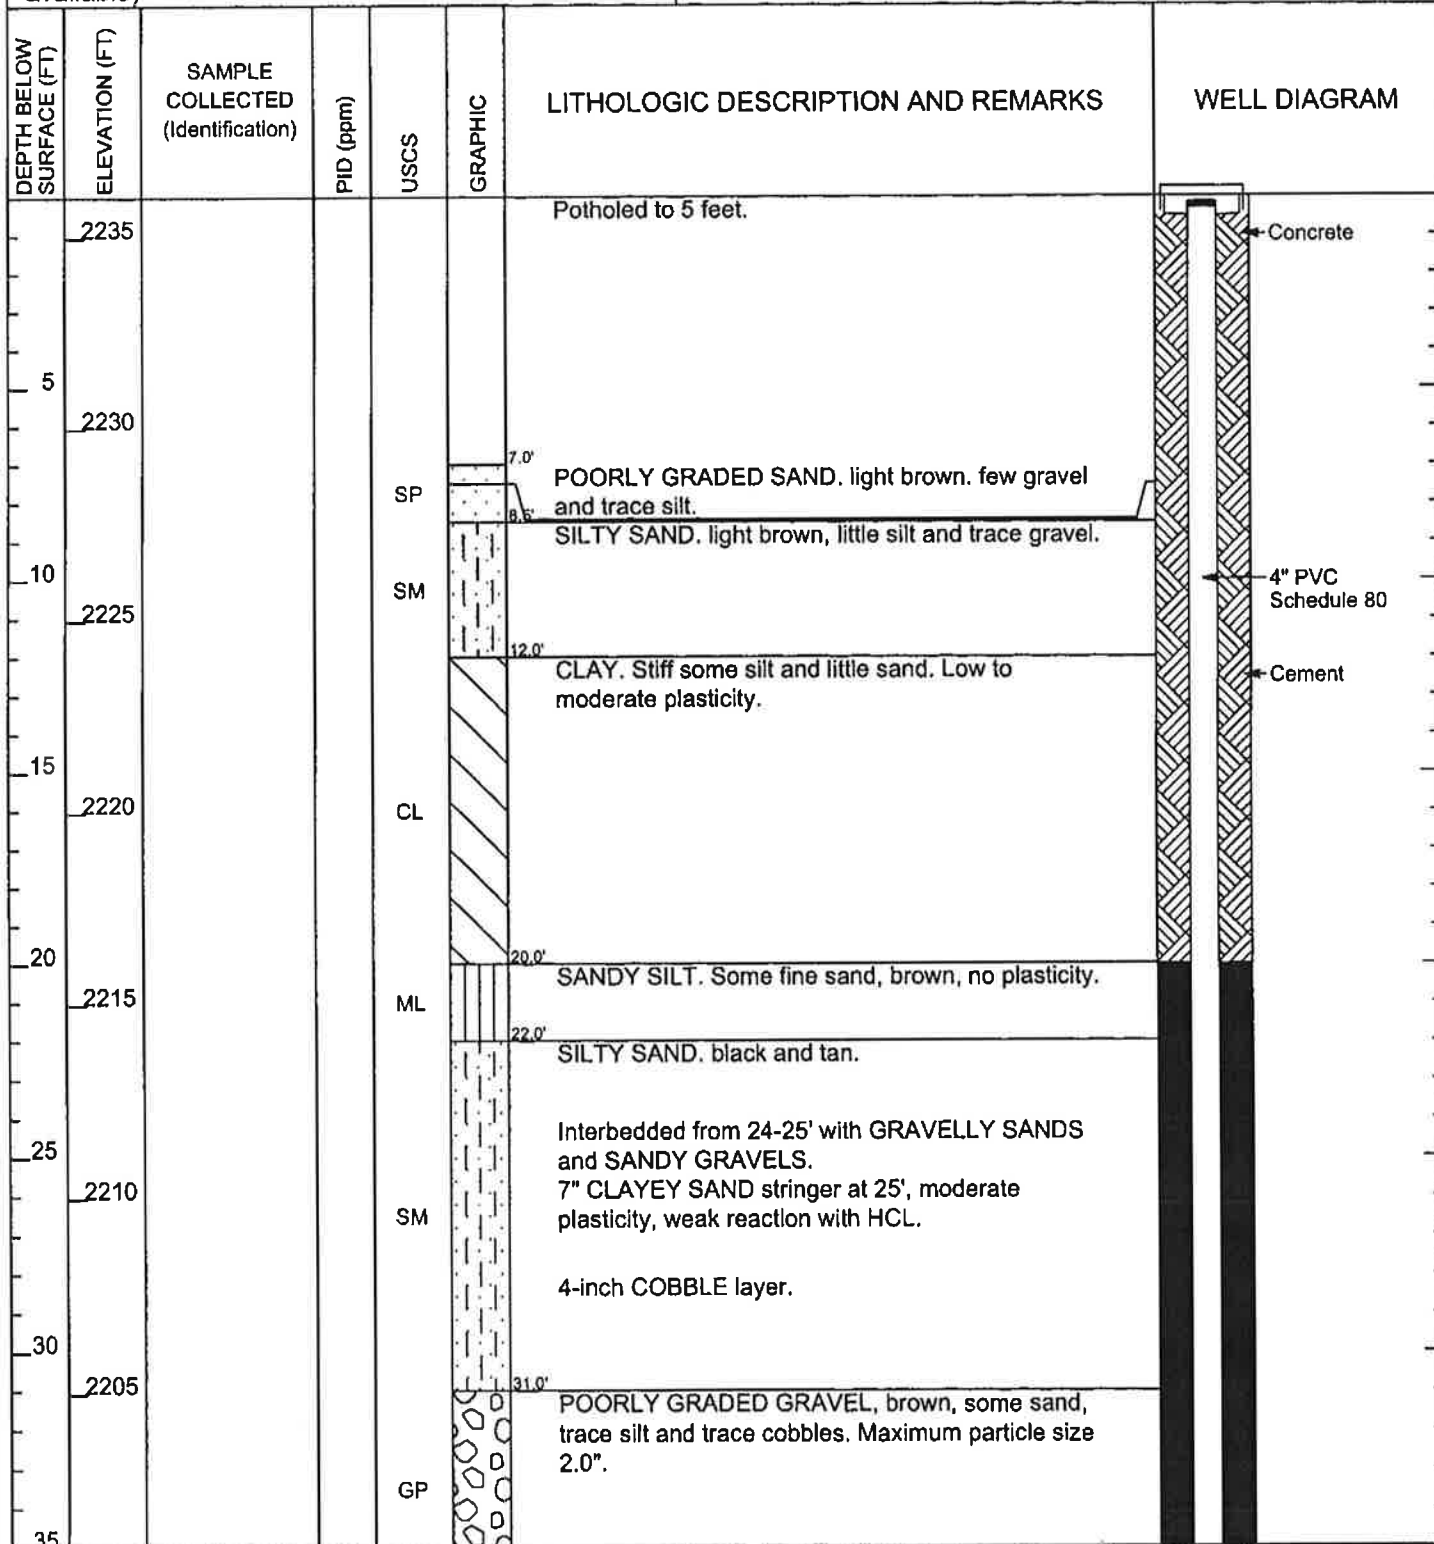 DEPTH BELOW
SURFACE (FT)
ELEVATION (FT)
SAMPLE
COLLECTED
(Identification)
PID (ppm)
USCS
GRAPHIC
LITHOLOGIC DESCRIPTION AND REMARKS
WELL DIAGRAM
Potholed to 5 feet.
2235
Concrete
5
2230
7.0'
POORLY GRADED SAND. light brown. few gravel
SP
and trace silt.
8.5'
SILTY SAND. light brown, little silt and trace gravel.
10
SM
4" PVC
Schedule 80
2225
12.0'
CLAY. Stiff some silt and little sand. Low to
moderate plasticity.
Cement
15
2220
CL
20.0'
20
SANDY SILT. Some fine sand, brown, no plasticity.
2215
ML
22.0'
SILTY SAND. black and tan.
Interbedded from 24-25' with GRAVELLY SANDS
25
and SANDY GRAVELS.
7" CLAYEY SAND stringer at 25', moderate
2210
plasticity, weak reaction with HCL.
SM
4-inch COBBLE layer.
30
2205
31.0'
POORLY GRADED GRAVEL, brown, some sand,
trace silt and trace cobbles. Maximum particle size
2.0".
GP
35